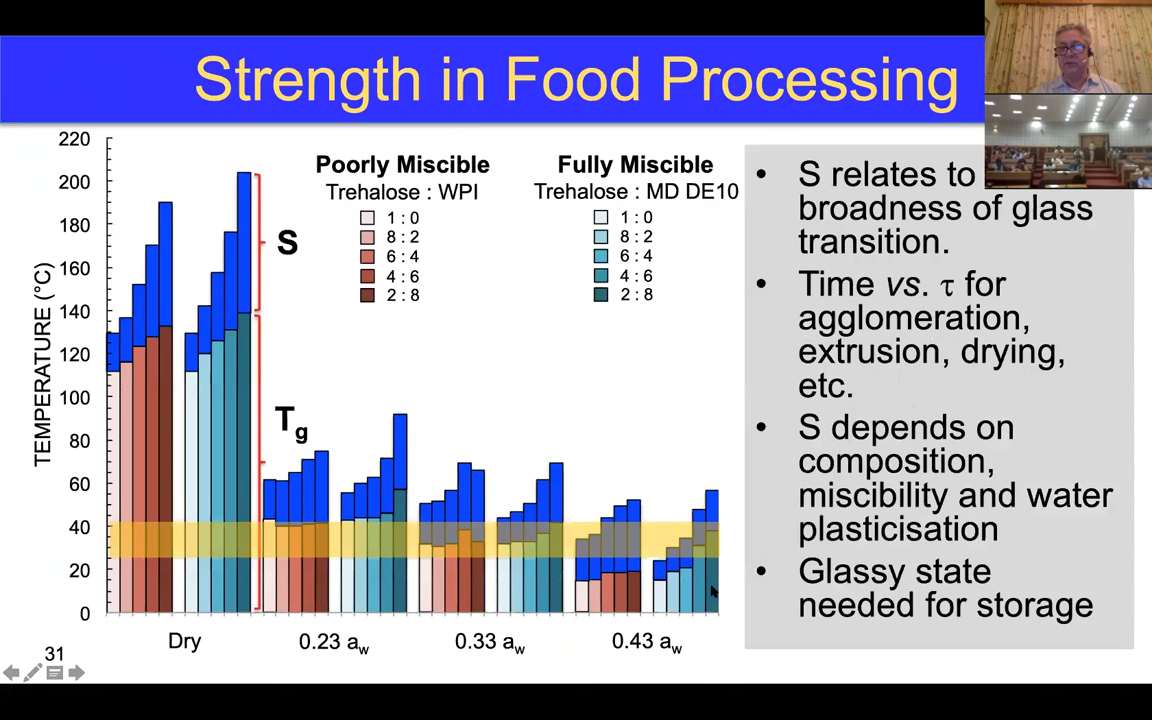 Strength in Food Processing
220
200
180
160
140
120
100
80
60
40
20
0
TEMPERATURE (°C)
Poorly Miscible
Trehalose : WPI
1 : 0
8 : 2
6 : 4
4 : 6
2 : 8
Fully Miscible
Trehalose : MD DE10
1 : 0
8 : 2
6 : 4
4 : 6
2 : 8
S
Tg
Dry
0.23 aw
0.33 aw
0.43 aw
• S relates to
broadness of glass
transition.
• Time vs. τ for
agglomeration,
extrusion, drying,
etc.
• S depends on
composition,
miscibility and water
plasticisation
• Glassy state
needed for storage
31